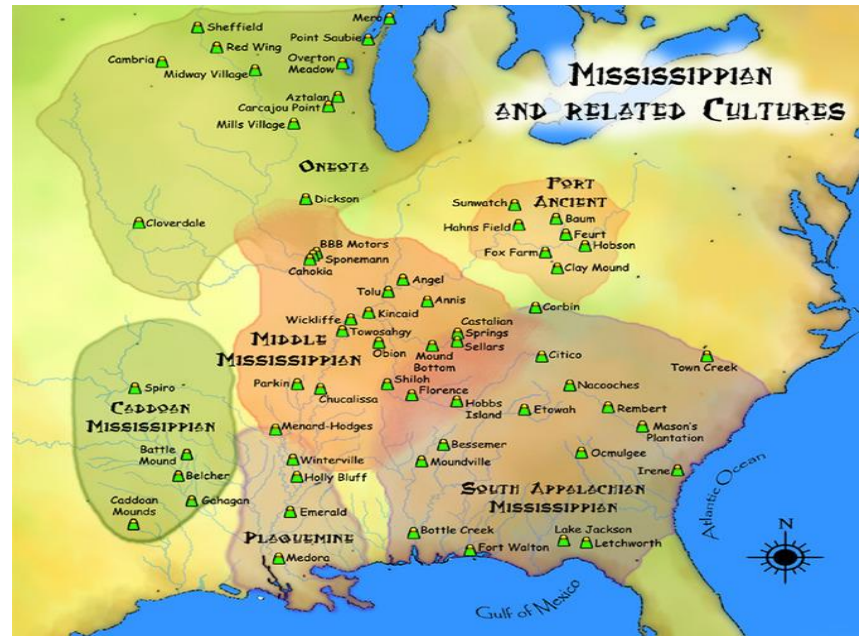 Mississippian
and related Cultures
Mero
Sheffield
Point Saubie
Red Wing
Cambria
Overton
Meadow
Midway Village
Aztalan
Carcajou Point
Mills Village
Oneota
Dickson
Cloverdale
Fort
Ancient
Sunwatch
Baum
Hahns Field
Feurt
Hobson
Fox Farm
Clay Mound
BBB Motors
Sponemann
Cahokia
Angel
Tolu
Annis
Corbin
Kincaid
Wickliffe
Castalian
Springs
Towosahgy
Sellars
Middle
Mississippian
Obion
Mound
Bottom
Citico
Town Creek
Parkin
Shiloh
Chucalissa
Florence
Nacooches
Spiro
Hobbs
Island
Etowah
Rembert
Caddoan
Mississippian
Mason's
Plantation
Menard-Hodges
Bessemer
Battle
Mound
Winterville
Moundville
Ocmulgee
Irene
Belcher
Holly Bluff
South Appalachian
Mississippian
Caddoan
Mounds
Gahagan
Emerald
Atlantic Ocean
N
Plaquemine
Bottle Creek
Lake Jackson
Fort Walton
Letchworth
Medora
Gulf of Mexico